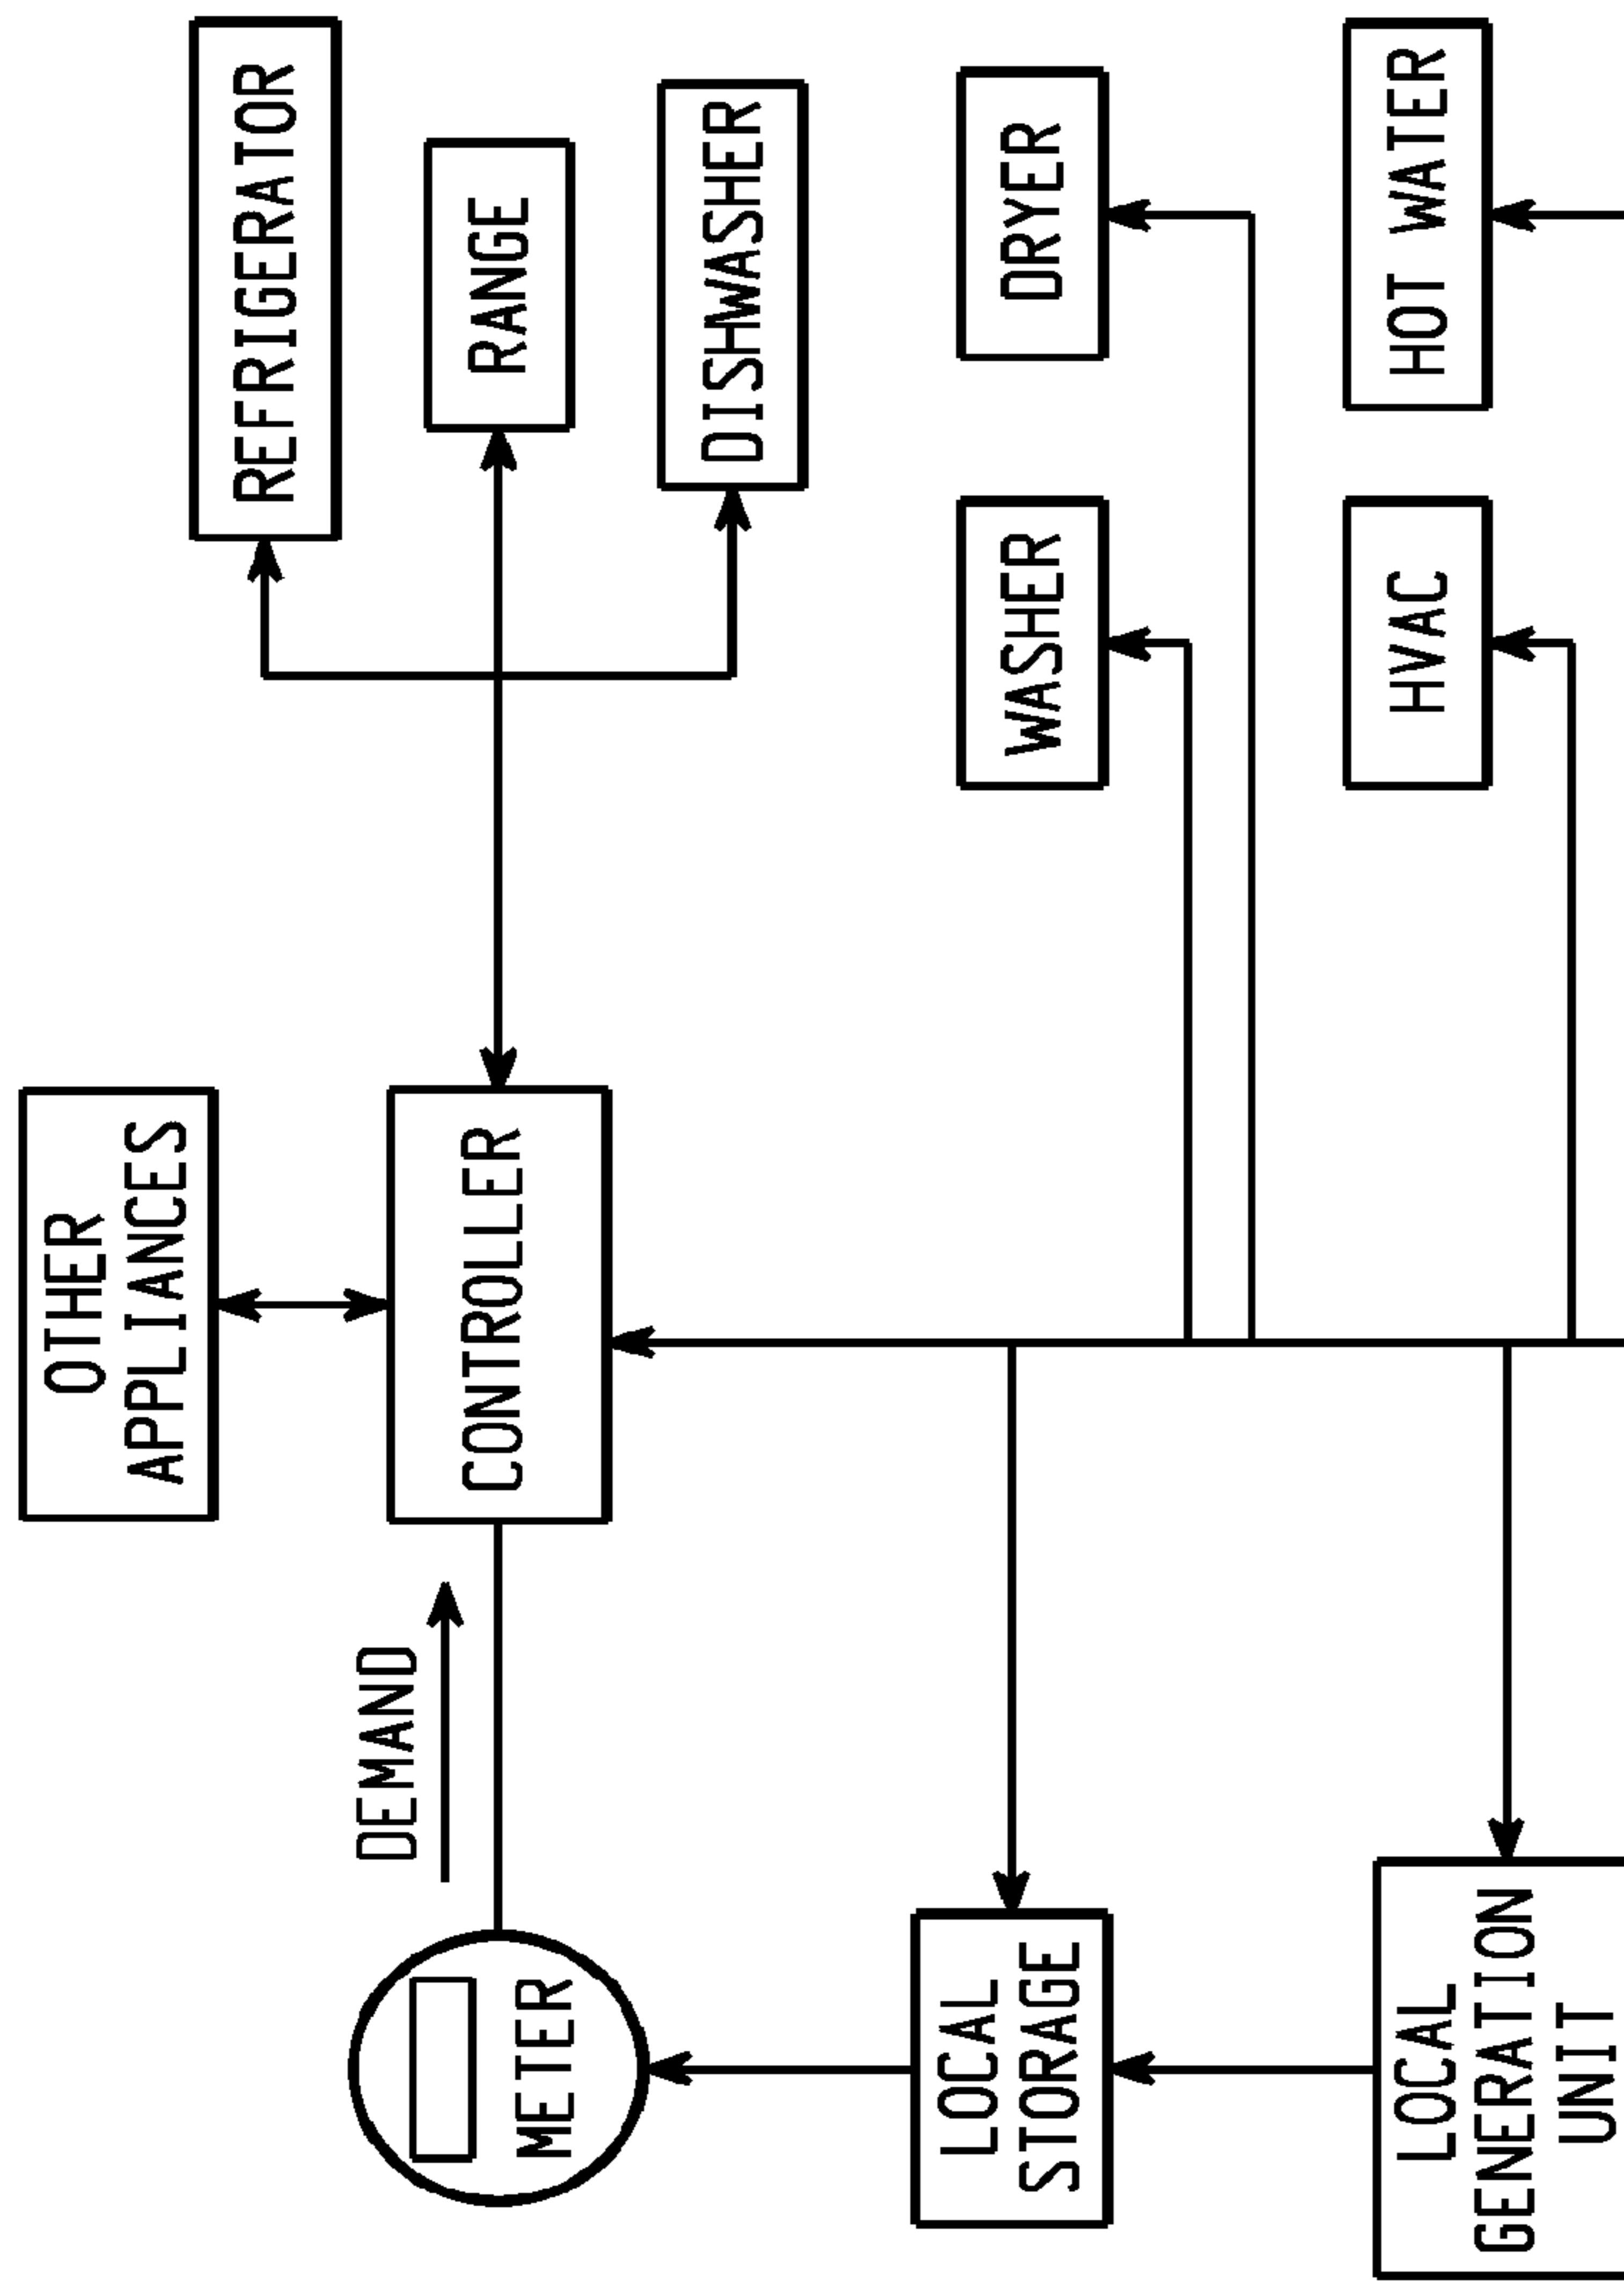 OTHER
APPLIANCES
REFRIGERATOR
DEMAND
RANGE
METER
CONTROLLER
DISHWASHER
LOCAL
STORAGE
WASHER
DRYER
LOCAL
GENERATION
UNIT
HVAC
HOT WATER